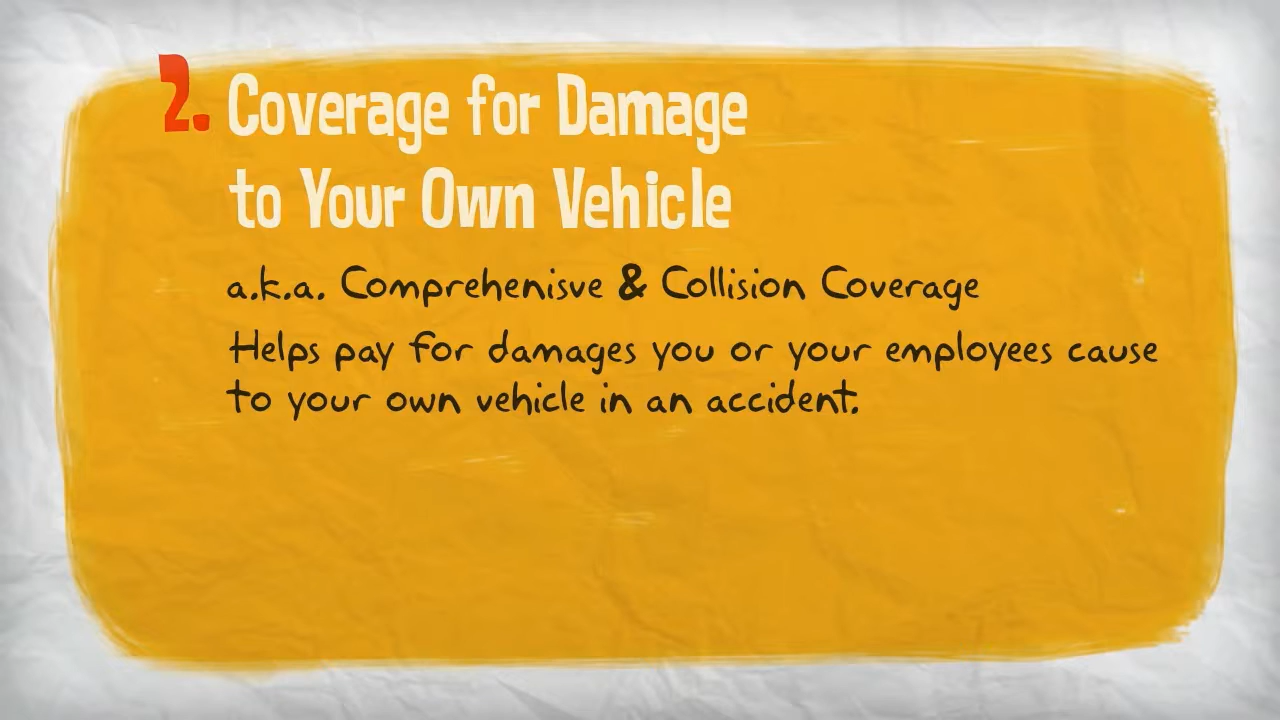 2. Coverage for Damage
to Your Own Vehicle
a.k.a. Comprehenisve & Collision Coverage
Helps pay for damages you or your employees cause
to your own vehicle in an accident.